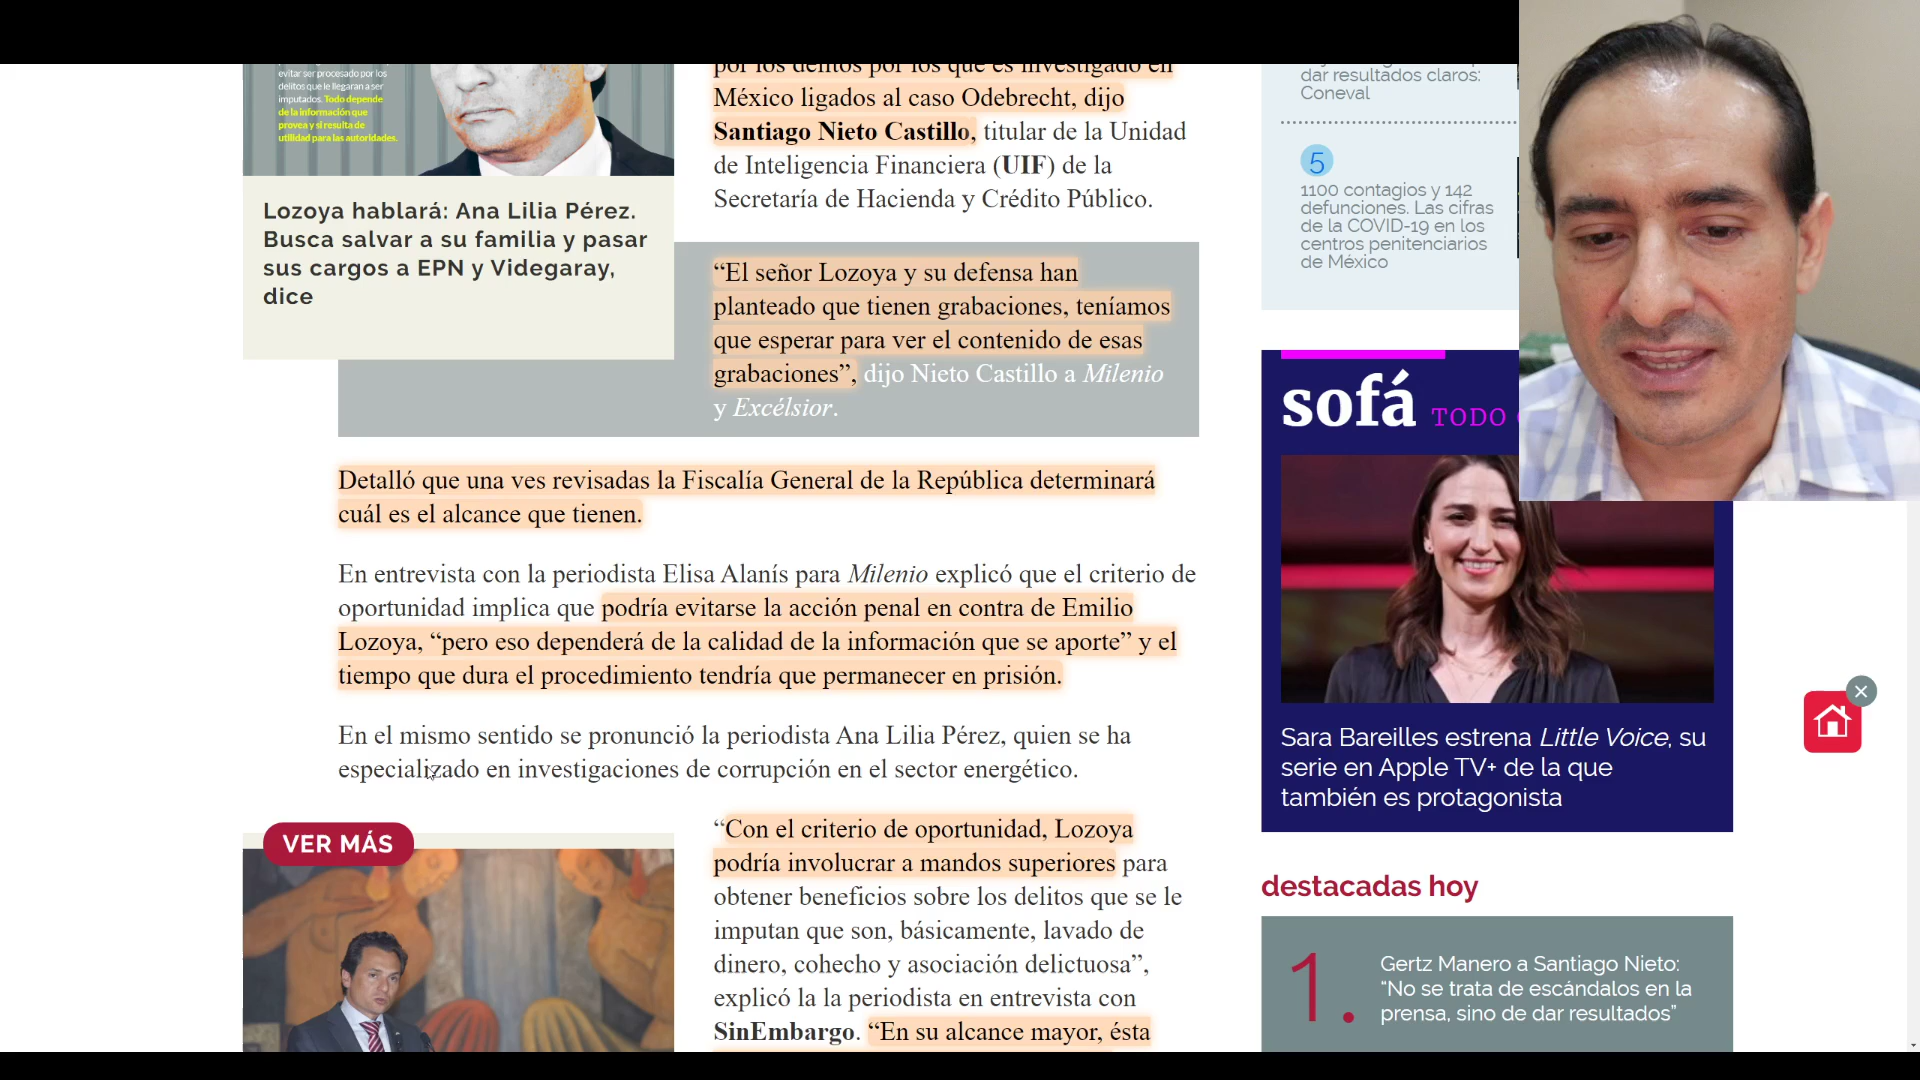 evitar ser procesado por los
delitos que le llegaran a ser
imputados. Todo depende
de la información que
provea y si resulta de
utilidad para las autoridades.
Lozoya hablará: Ana Lilia Pérez.
Busca salvar a su familia y pasar
sus cargos a EPN y Videgaray,
dice
por los delitos por los que es investigado en
México ligados al caso Odebrecht, dijo
Santiago Nieto Castillo, titular de la Unidad
de Inteligencia Financiera (UIF) de la
Secretaría de Hacienda y Crédito Público.
“El señor Lozoya y su defensa han
planteado que tienen grabaciones, teníamos
que esperar para ver el contenido de esas
grabaciones”, dijo Nieto Castillo a Milenio
y Excélsior.
Detalló que una ves revisadas la Fiscalía General de la República determinará
cuál es el alcance que tienen.
En entrevista con la periodista Elisa Alanís para Milenio explicó que el criterio de
oportunidad implica que podría evitarse la acción penal en contra de Emilio
Lozoya, “pero eso dependerá de la calidad de la información que se aporte” y el
tiempo que dura el procedimiento tendría que permanecer en prisión.
En el mismo sentido se pronunció la periodista Ana Lilia Pérez, quien se ha
especializado en investigaciones de corrupción en el sector energético.
VER MÁS
“Con el criterio de oportunidad, Lozoya
podría involucrar a mandos superiores para
obtener beneficios sobre los delitos que se le
imputan que son, básicamente, lavado de
dinero, cohecho y asociación delictuosa”,
explicó la la periodista en entrevista con
SinEmbargo. “En su alcance mayor, ésta
dar resultados claros:
Coneval
5
1100 contagios y 142
defunciones. Las cifras
de la COVID-19 en los
centros penitenciarios
de México
sofá TODO
Sara Bareilles estrena Little Voice, su
serie en Apple TV+ de la que
también es protagonista
destacadas hoy
1.
Gertz Manero a Santiago Nieto:
“No se trata de escándalos en la
prensa, sino de dar resultados”